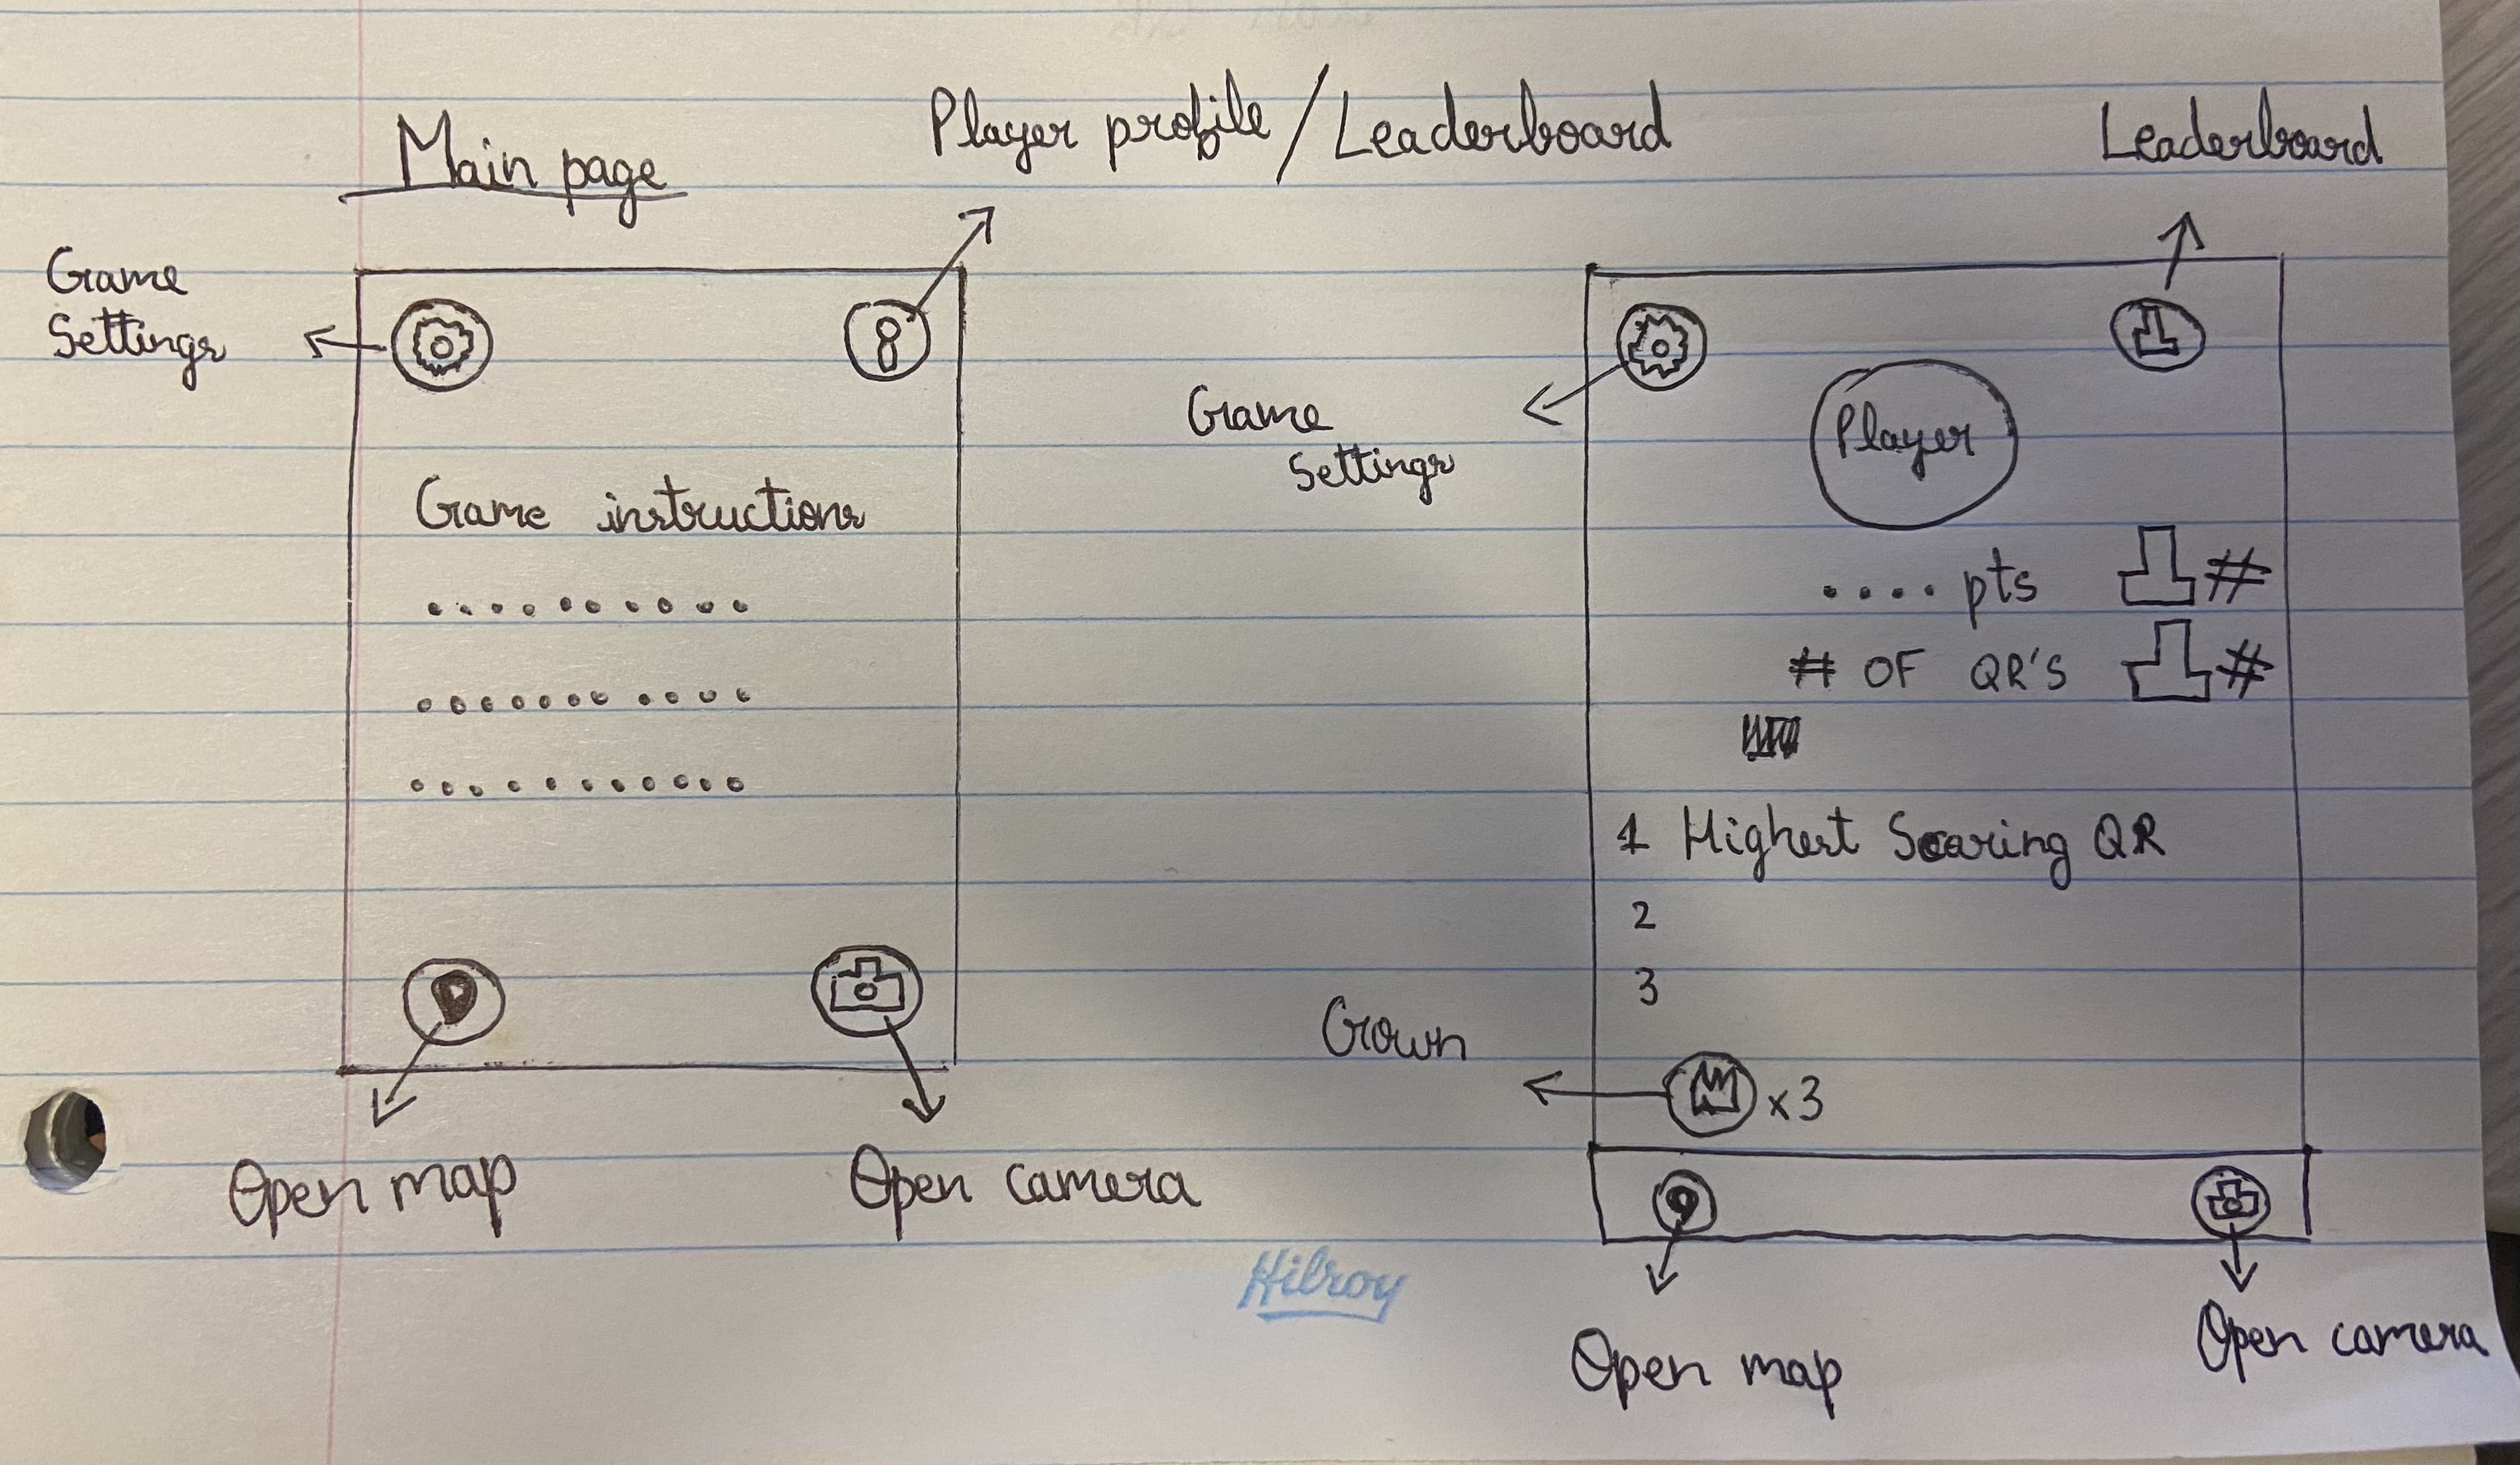 Main page
Player profile / Leaderboard
Leaderboard
Game
Settings
Game instructions
Open map
Open camera
Game
Settings
Player
.... pts #
# OF QR'S #
1 Highest Scoring QR
2
3
Crown
x3
Open map
Open camera
Hilroy